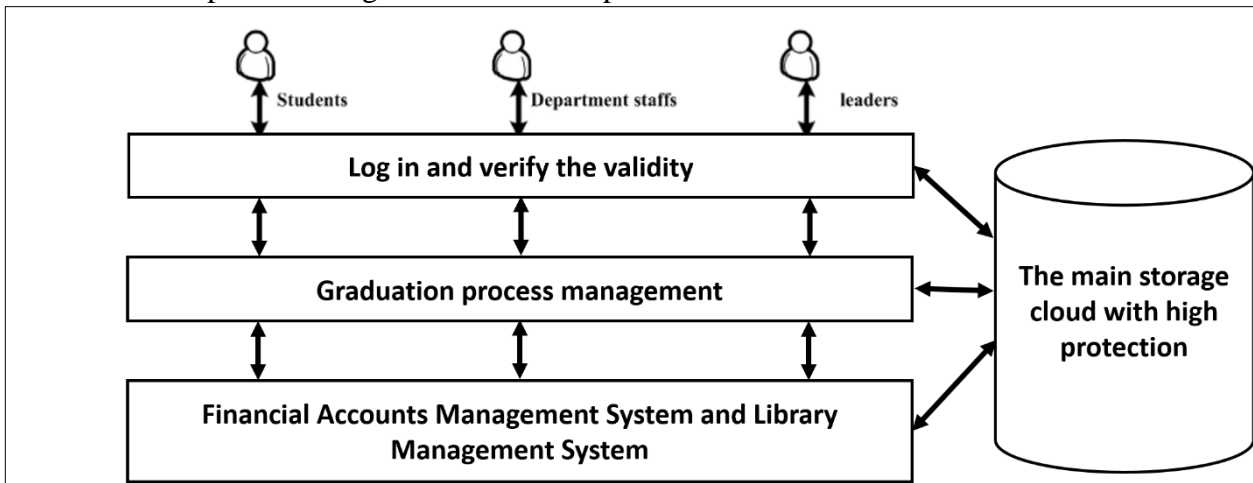 Students
Department staffs
leaders
Log in and verify the validity
Graduation process management
Financial Accounts Management System and Library
Management System
The main storage
cloud with high
protection